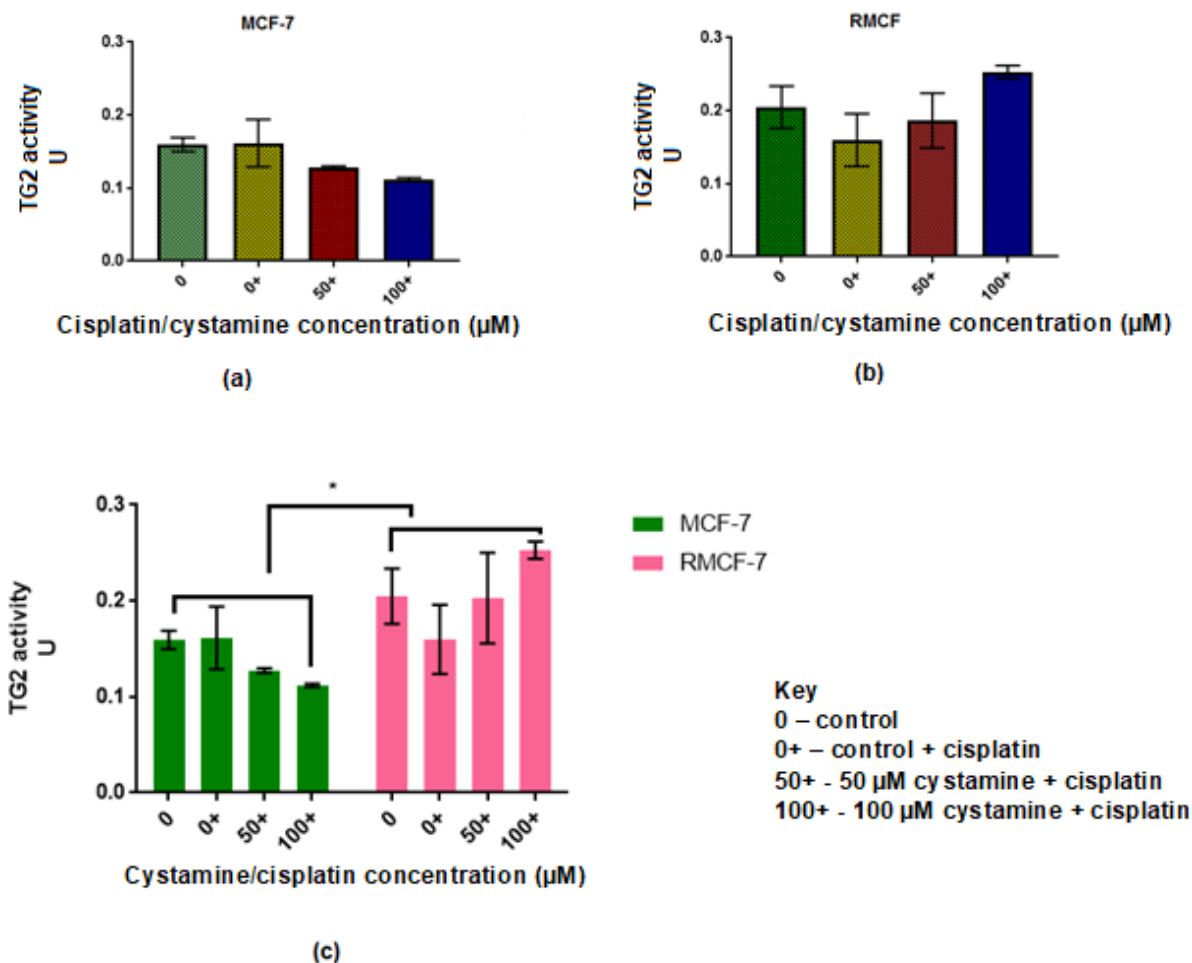 MCF-7
0.3
0.2
0.1
0.0
TG2 activity
U
0
0+
50+
100+
Cisplatin/cystamine concentration (µM)
(a)
RMCF
0.3
0.2
0.1
0.0
TG2 activity
U
0
0+
50+
100+
Cisplatin/cystamine concentration (µM)
(b)
*
0.3
0.2
0.1
0.0
TG2 activity
U
0
0+
50+
100+
0
0+
50+
100+
Cystamine/cisplatin concentration (µM)
MCF-7
RMCF-7
Key
0 – control
0+ – control + cisplatin
50+ - 50 µM cystamine + cisplatin
100+ - 100 µM cystamine + cisplatin
(c)